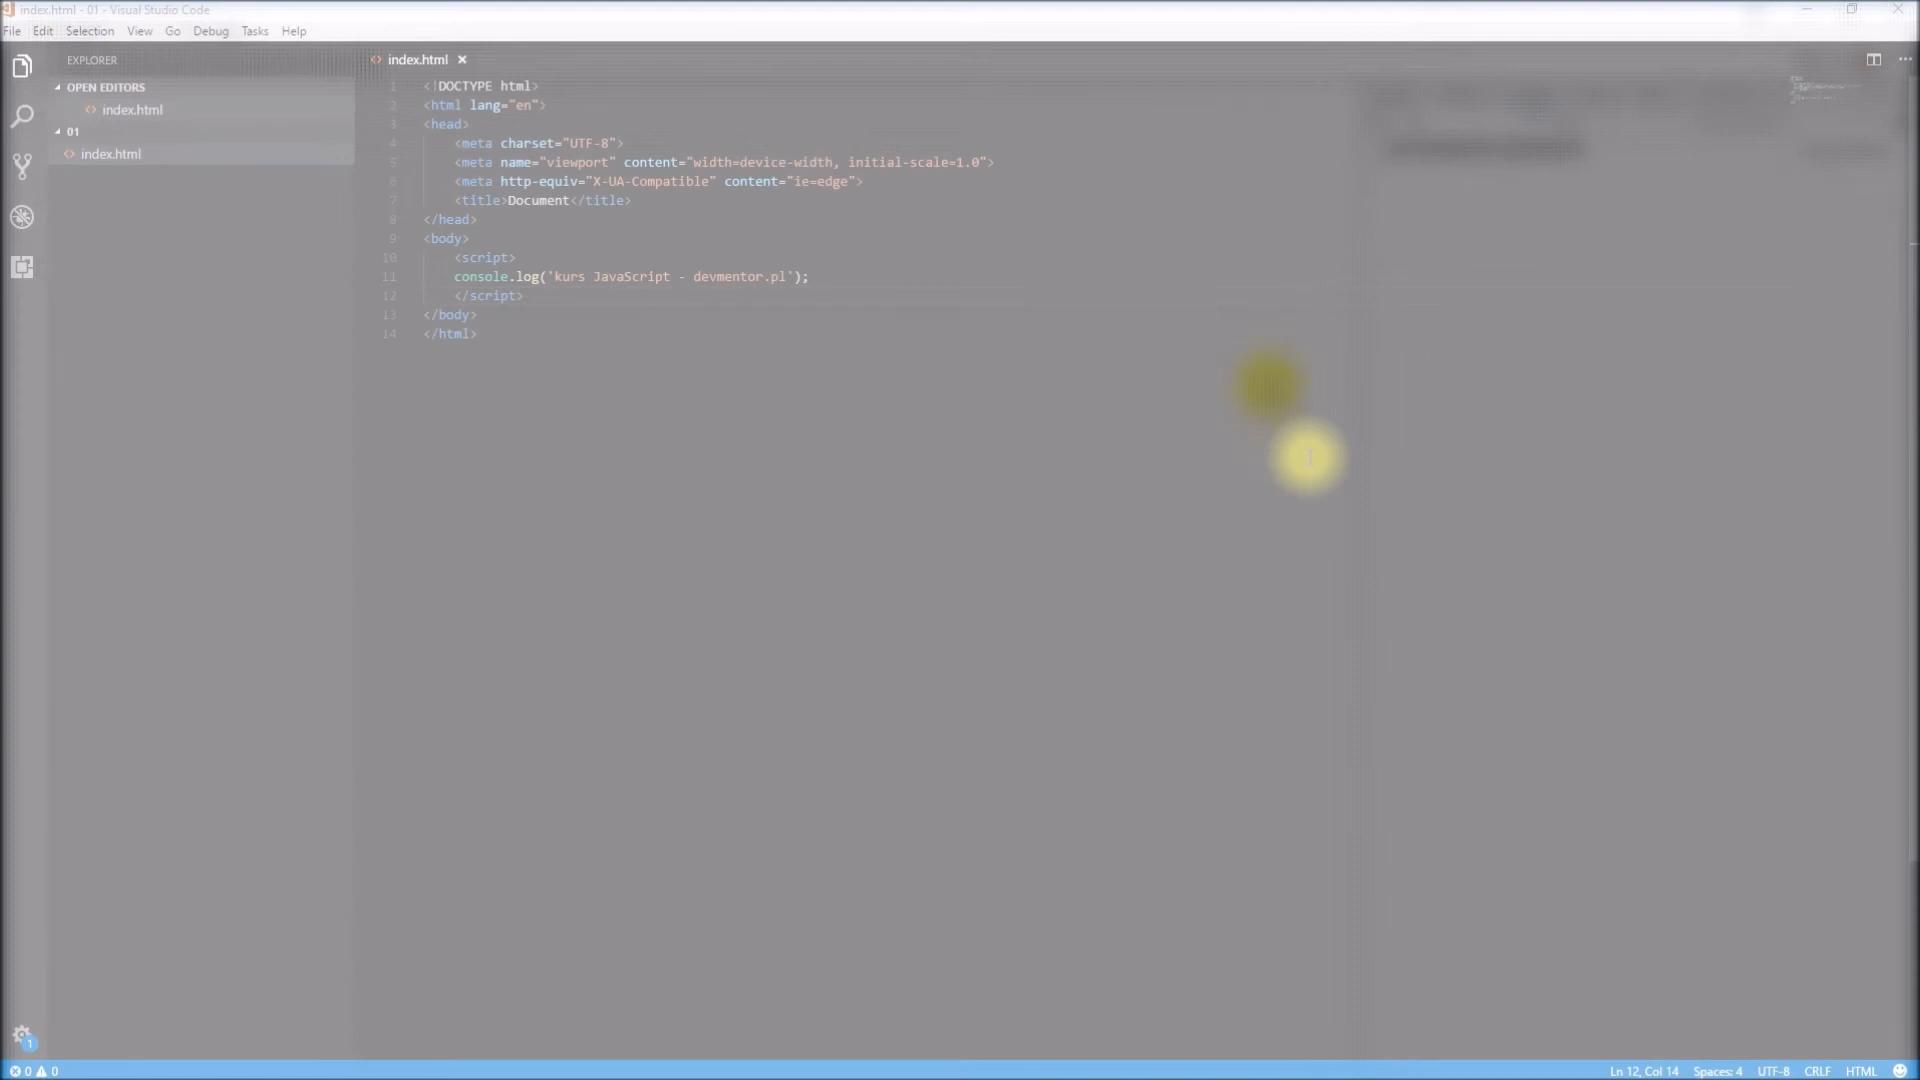 index.html - 01 - Visual Studio Code
File Edit Selection View Go Debug Tasks Help
EXPLORER
OPEN EDITORS
index.html
01
index.html
index.html
1 <!DOCTYPE html>
2 <html lang="en">
3 <head>
4 <meta charset="UTF-8">
5 <meta name="viewport" content="width=device-width, initial-scale=1.0">
6 <meta http-equiv="X-UA-Compatible" content="ie=edge">
7 <title>Document</title>
8 </head>
9 <body>
10 <script>
11 console.log('kurs JavaScript - devmentor.pl');
12 </script>
13 </body>
14 </html>
1
0 0 Ln 12, Col 14 Spaces: 4 UTF-8 CRLF HTML